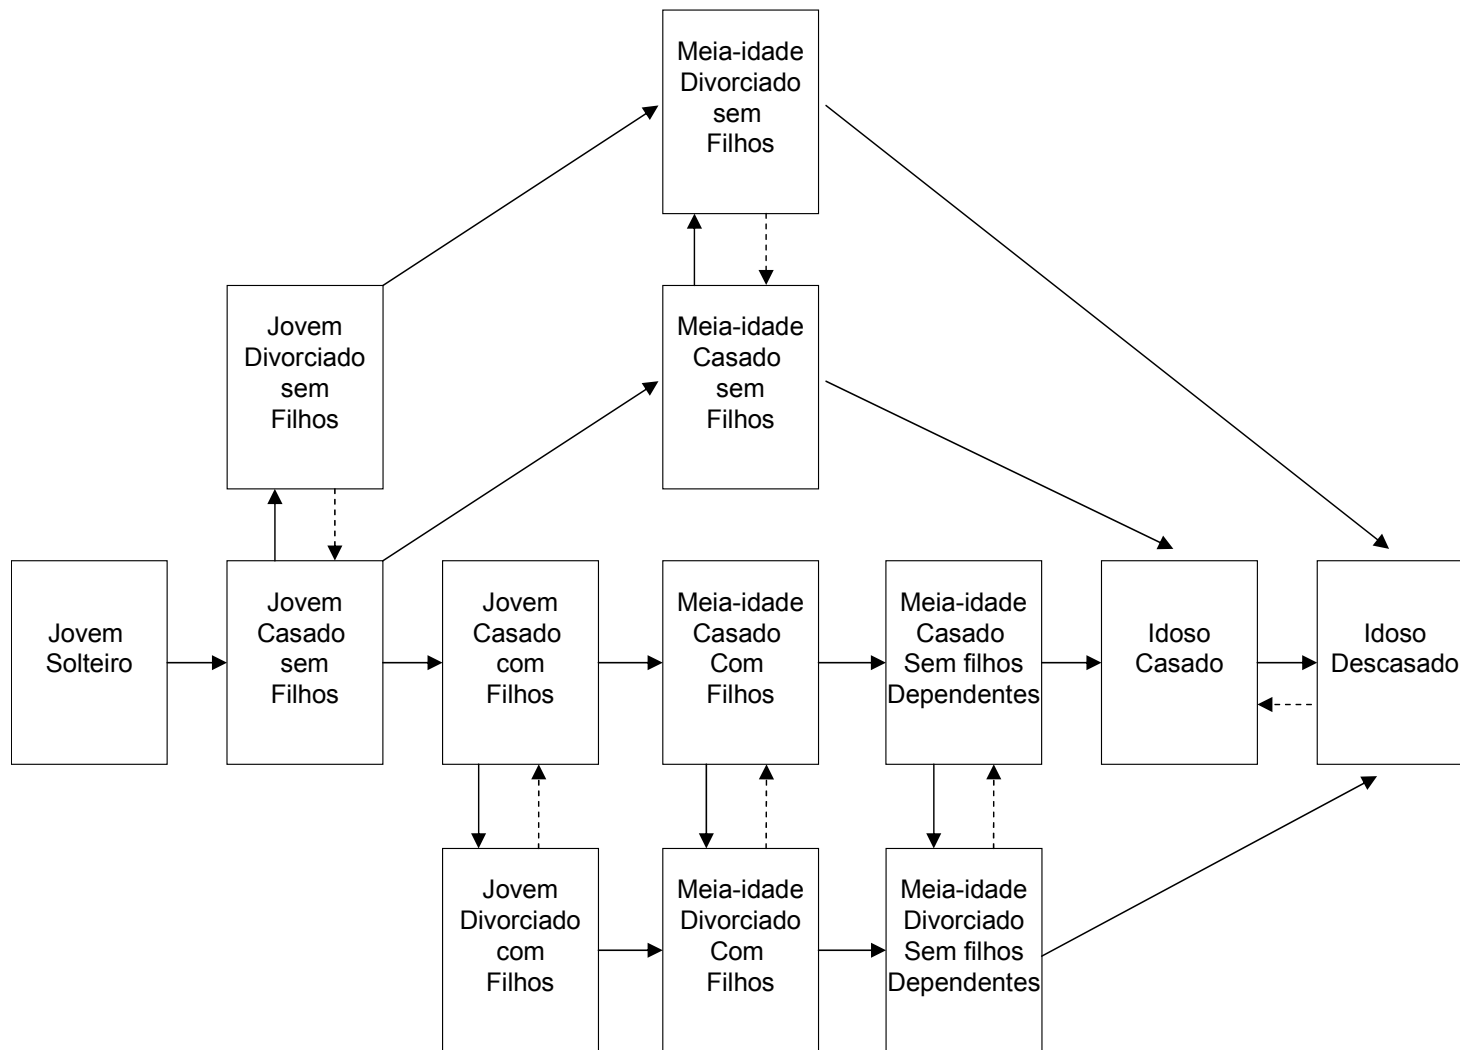 Meia-idade
Divorciado
sem
Filhos
Jovem
Divorciado
sem
Filhos
Meia-idade
Casado
sem
Filhos
Jovem
Solteiro
Jovem
Casado
sem
Filhos
Jovem
Casado
com
Filhos
Meia-idade
Casado
Com
Filhos
Meia-idade
Casado
Sem filhos
Dependentes
Idoso
Casado
Idoso
Descasado
Jovem
Divorciado
com
Filhos
Meia-idade
Divorciado
Com
Filhos
Meia-idade
Divorciado
Sem filhos
Dependentes